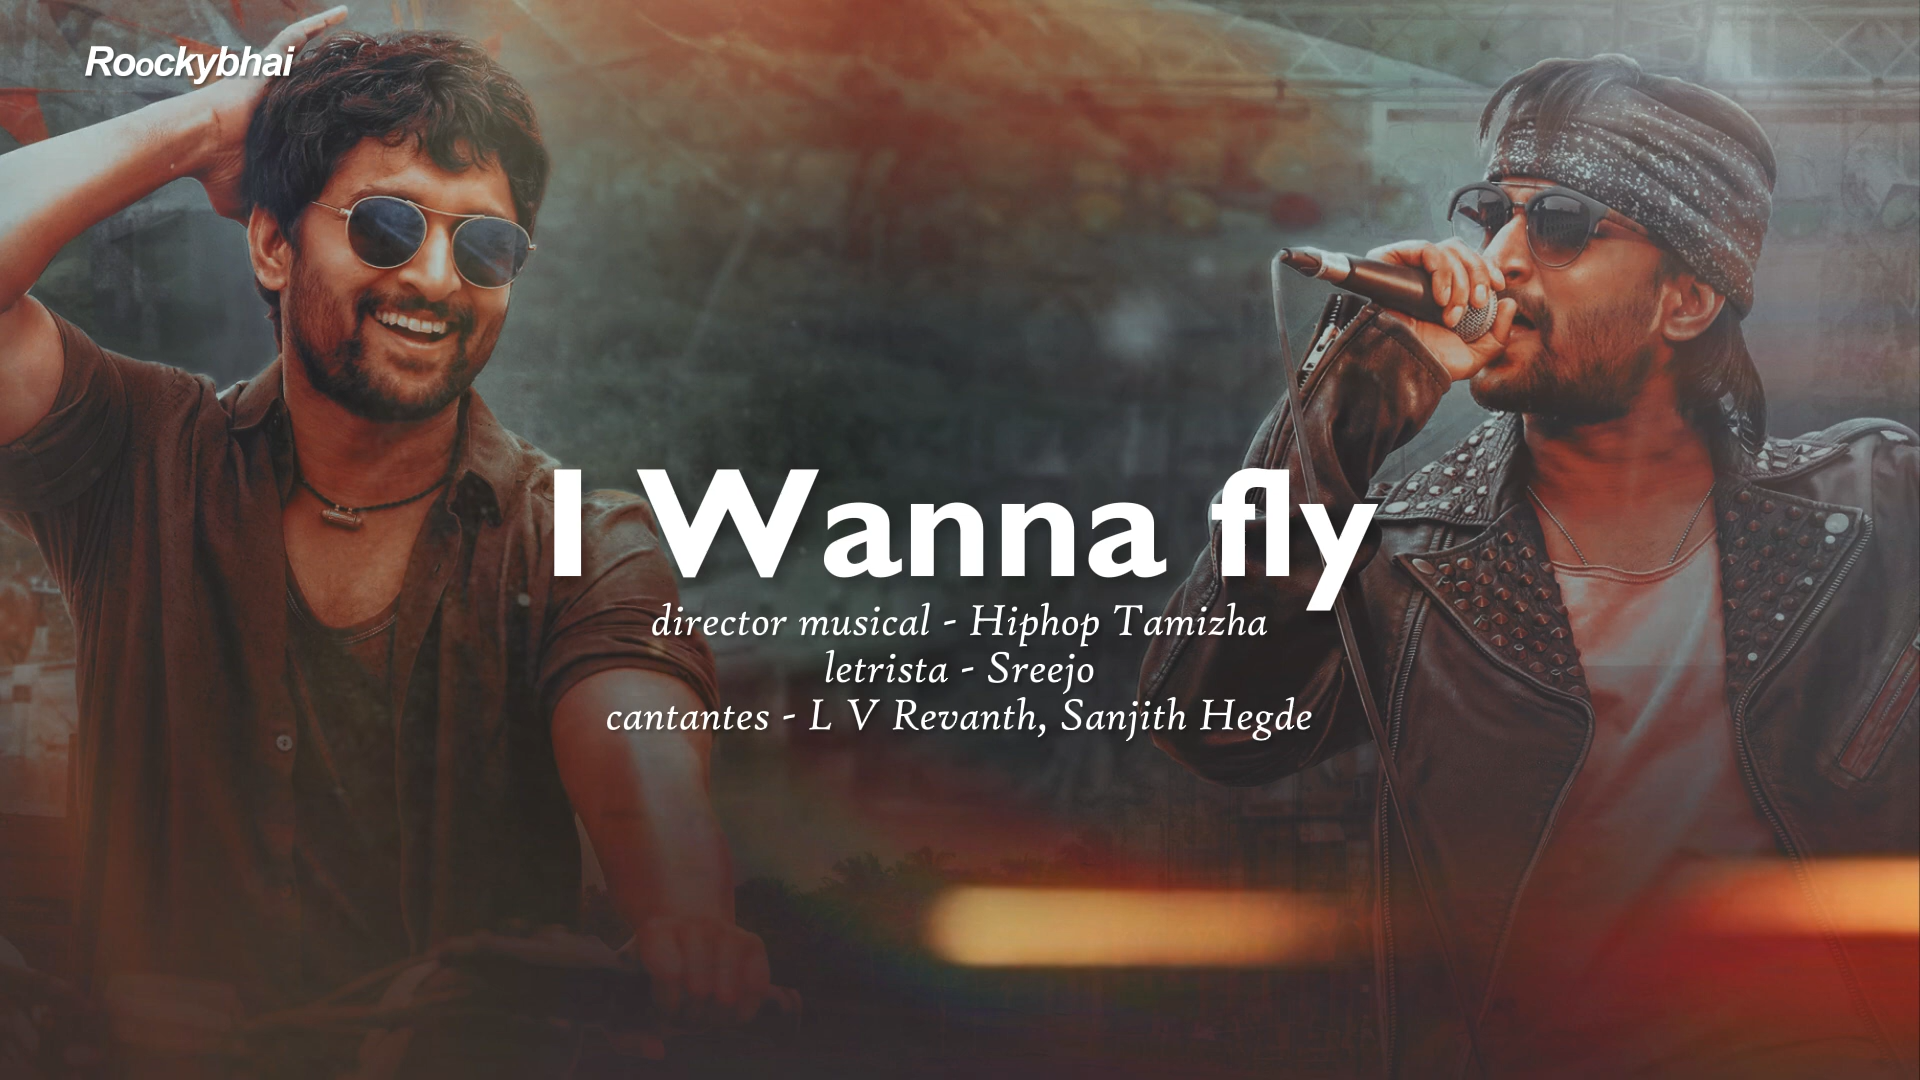 Roockybhai
I Wanna fly
director musical - Hiphop Tamizha
letrista - Sreejo
cantantes - L V Revanth, Sanjith Hegde